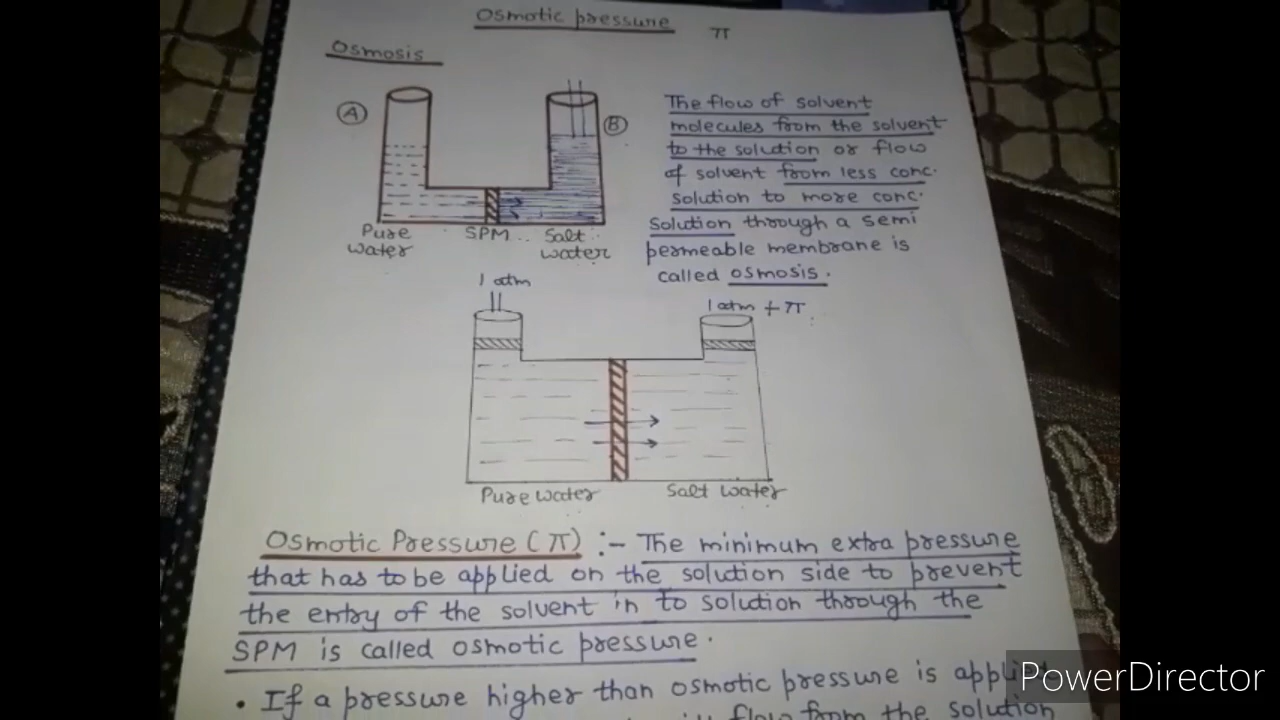 Osmotic pressure π
Osmosis
A
B
Pure water
SPM
Salt water
The flow of solvent
molecules from the solvent
to the solution or flow
of solvent from less conc.
solution to more conc.
solution through a semi
permeable membrane is
called osmosis.
1 atm
1 atm + π
Pure water
Salt water
Osmotic Pressure (π) :- The minimum extra pressure
that has to be applied on the solution side to prevent
the entry of the solvent in to solution through the
SPM is called osmotic pressure.
• If a pressure higher than osmotic pressure is
flow from the solution
PowerDirector